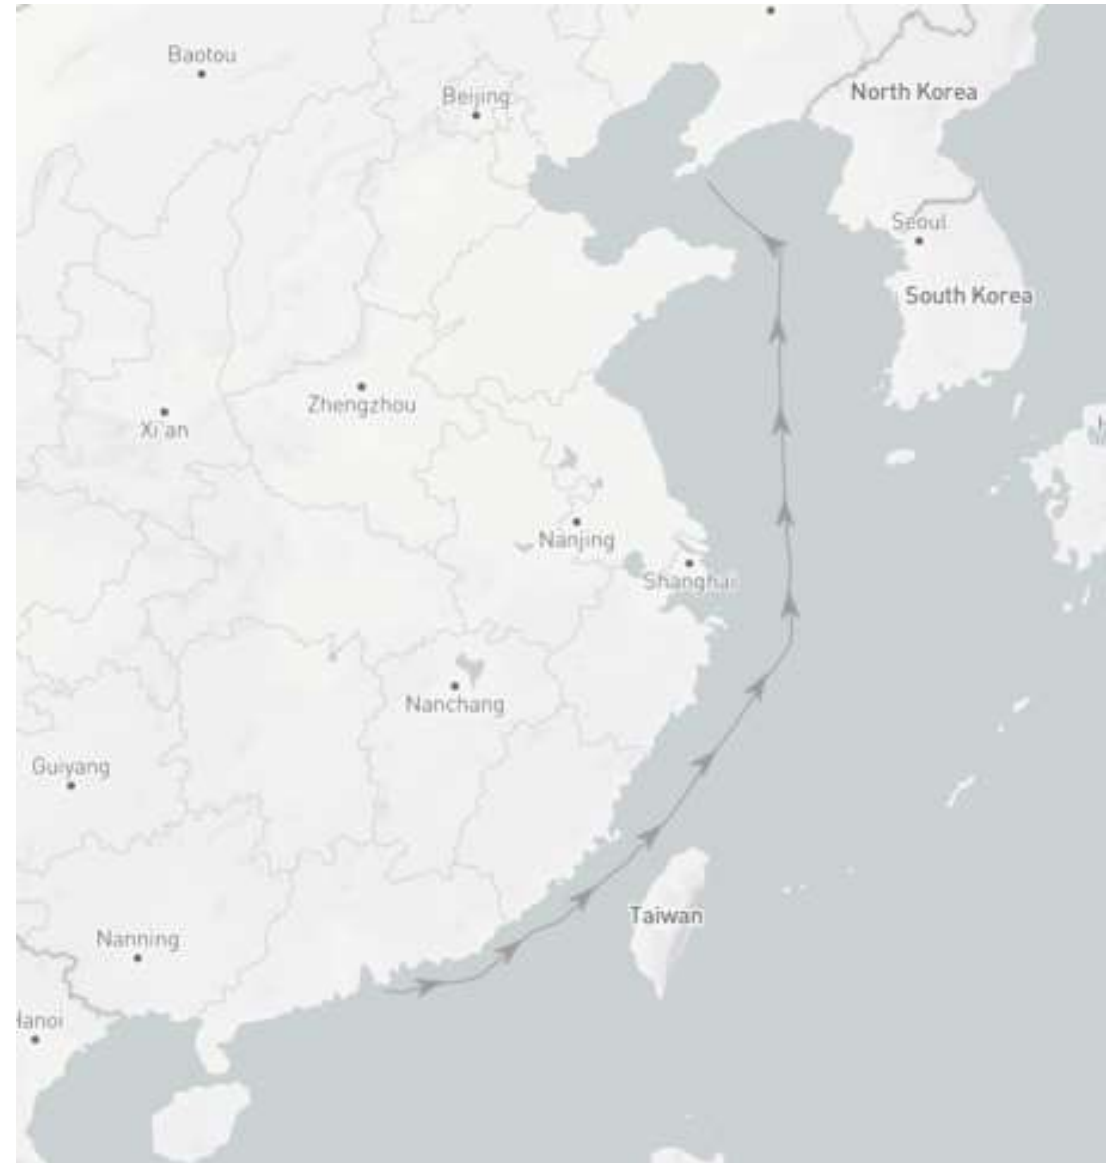 Baotou
Beijing
North Korea
Seoul
South Korea
Zhengzhou
Xi'an
Nanjing
Shanghai
Nanchang
Guiyang
Taiwan
Nanning
Hanoi